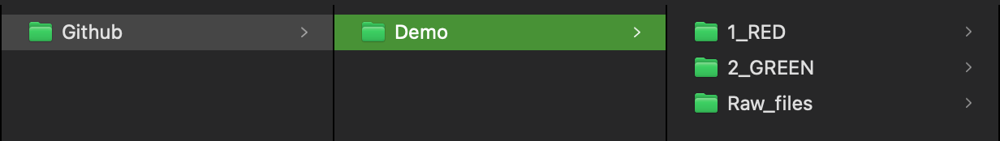 Github
Demo
1_RED
2_GREEN
Raw_files